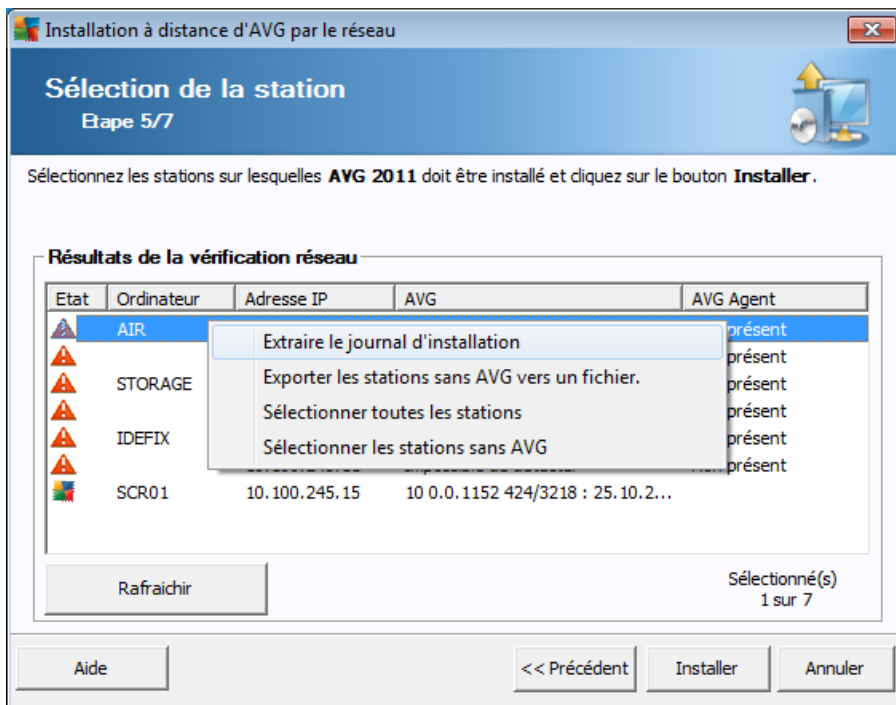 Installation à distance d'AVG par le réseau
Sélection de la station
Etape 5/7
Sélectionnez les stations sur lesquelles AVG 2011 doit être installé et cliquez sur le bouton Installer.
Résultats de la vérification réseau
Etat Ordinateur Adresse IP AVG AVG Agent
AIR présent
Extraire le journal d'installation
présent
Exporter les stations sans AVG vers un fichier.
STORAGE présent
Sélectionner toutes les stations
présent
IDEFIX présent
Sélectionner les stations sans AVG
présent
SCR01 10.100.245.15 10 0.0.1152 424/3218 : 25.10.2...
Rafraichir
Sélectionné(s)
1 sur 7
Aide << Précédent Installer Annuler